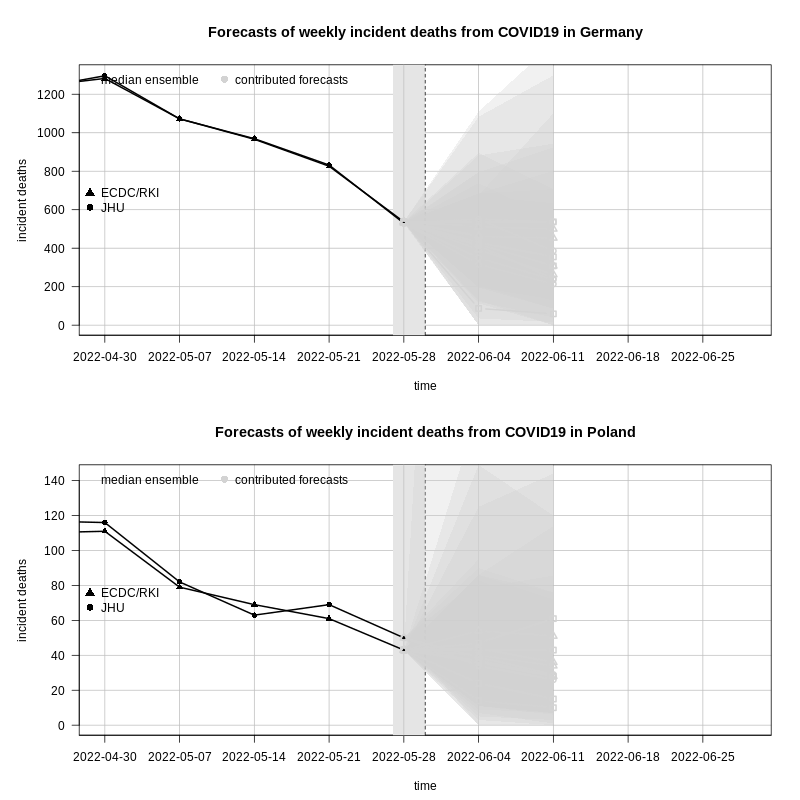 Forecasts of weekly incident deaths from COVID19 in Germany
median ensemble contributed forecasts
1200
1000
800
ECDC/RKI
JHU
600
400
200
0
incident deaths
2022-04-30 2022-05-07 2022-05-14 2022-05-21 2022-05-28 2022-06-04 2022-06-11 2022-06-18 2022-06-25
time
Forecasts of weekly incident deaths from COVID19 in Poland
median ensemble contributed forecasts
140
120
100
80
ECDC/RKI
JHU
60
40
20
0
incident deaths
2022-04-30 2022-05-07 2022-05-14 2022-05-21 2022-05-28 2022-06-04 2022-06-11 2022-06-18 2022-06-25
time